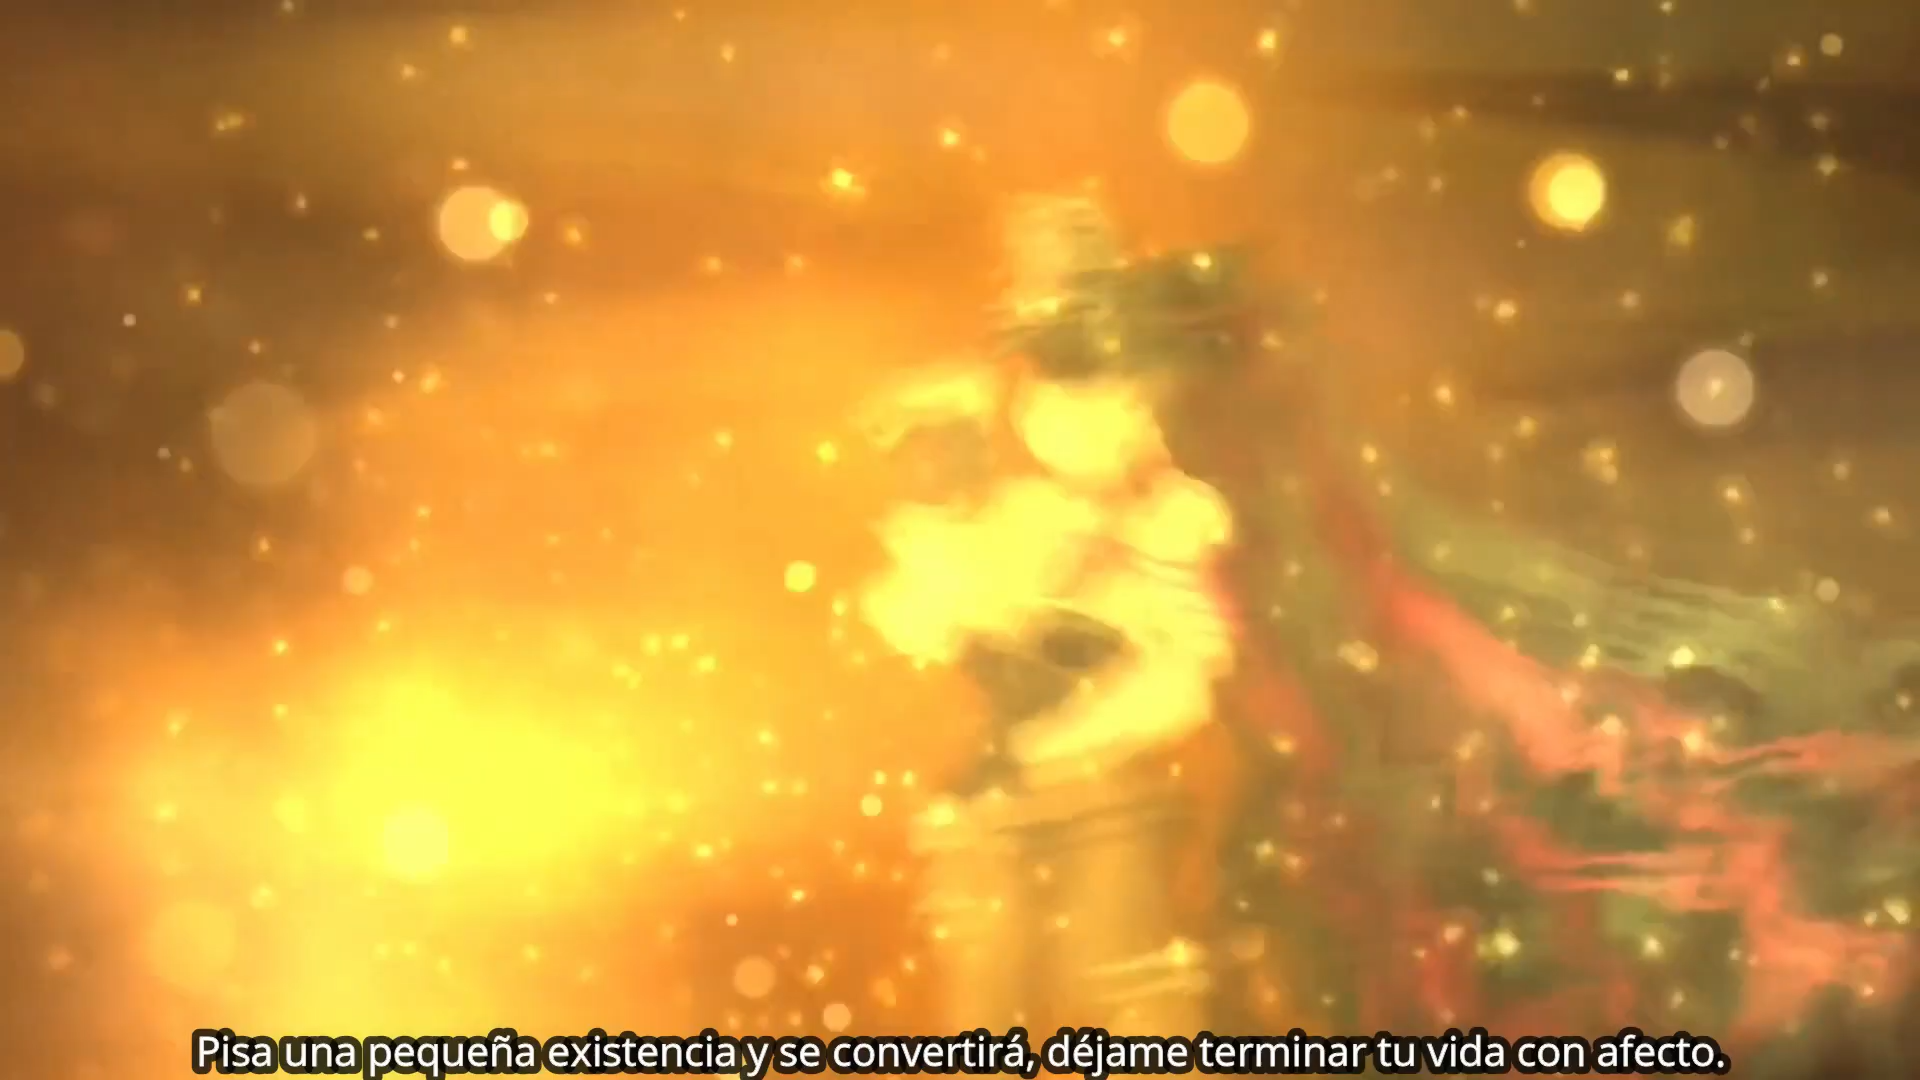 Pisa una pequeña existencia y se convertirá, déjame terminar tu vida con afecto.